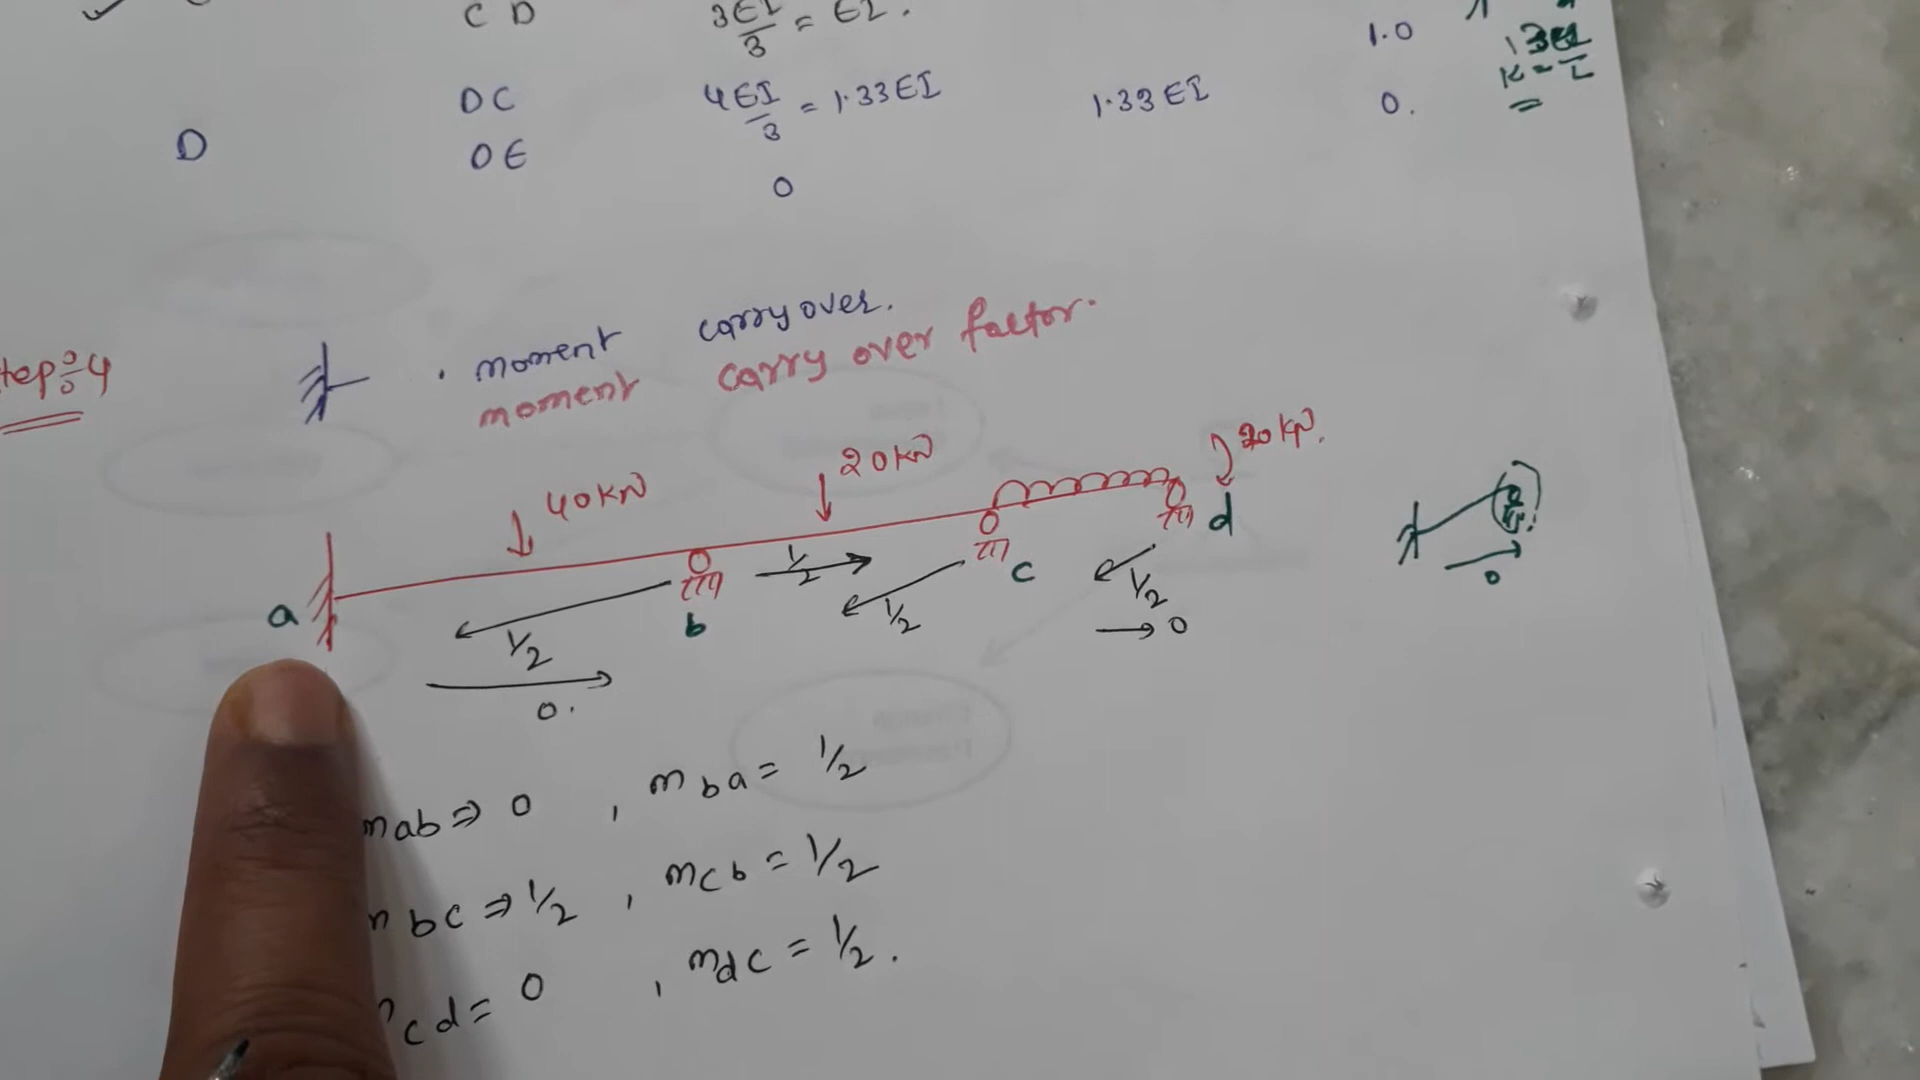 C D 3EI/3 = EI.
1.0
K = 3EI/L
DC 4EI/3 = 1.33EI 1.33EI 0.
D
DE 0
Step:-4
. moment carry over.
moment carry over factor.
40KN 20KN 20KN.
a b c d
1/2 1/2 1/2 1/2
0. 0 0
mab => 0 , mba = 1/2
mbc => 1/2 , mcb = 1/2
cd = 0 , mdc = 1/2.